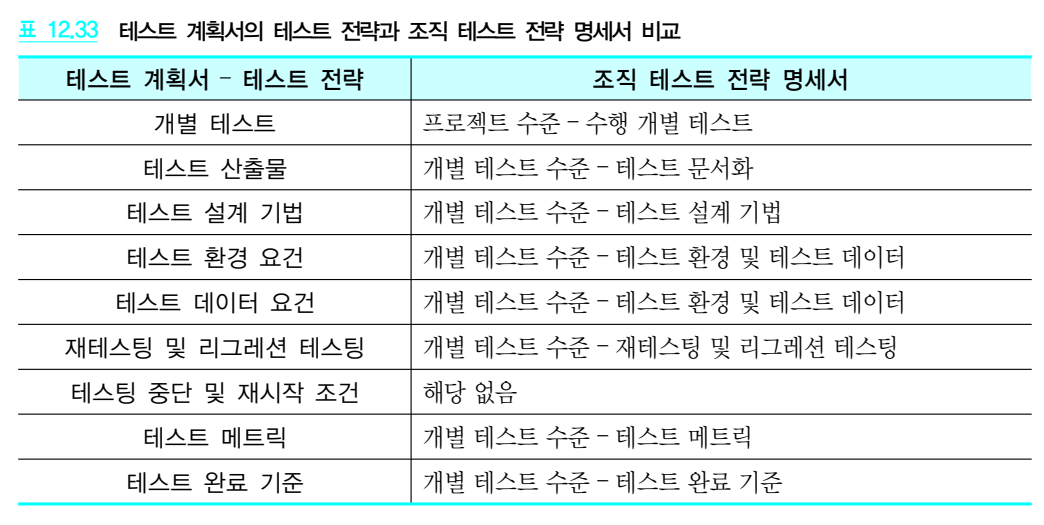 표 12.33 테스트 계획서의 테스트 전략과 조직 테스트 전략 명세서 비교
테스트 계획서 – 테스트 전략 조직 테스트 전략 명세서
개별 테스트 프로젝트 수준 – 수행 개별 테스트
테스트 산출물 개별 테스트 수준 – 테스트 문서화
테스트 설계 기법 개별 테스트 수준 – 테스트 설계 기법
테스트 환경 요건 개별 테스트 수준 – 테스트 환경 및 테스트 데이터
테스트 데이터 요건 개별 테스트 수준 – 테스트 환경 및 테스트 데이터
재테스팅 및 리그레션 테스팅 개별 테스트 수준 – 재테스팅 및 리그레션 테스팅
테스팅 중단 및 재시작 조건 해당 없음
테스트 메트릭 개별 테스트 수준 – 테스트 메트릭
테스트 완료 기준 개별 테스트 수준 – 테스트 완료 기준